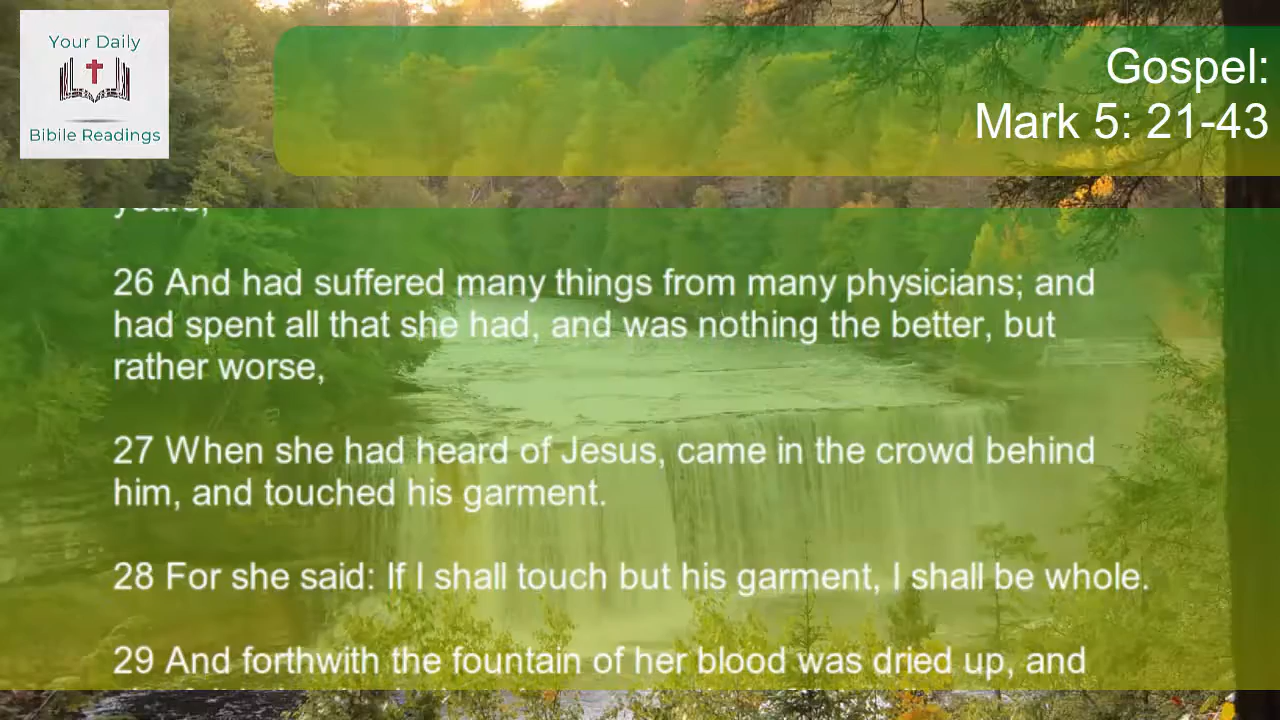 Your Daily
Bibile Readings
Gospel:
Mark 5: 21-43
years,
26 And had suffered many things from many physicians; and
had spent all that she had, and was nothing the better, but
rather worse,
27 When she had heard of Jesus, came in the crowd behind
him, and touched his garment.
28 For she said: If I shall touch but his garment, I shall be whole.
29 And forthwith the fountain of her blood was dried up, and